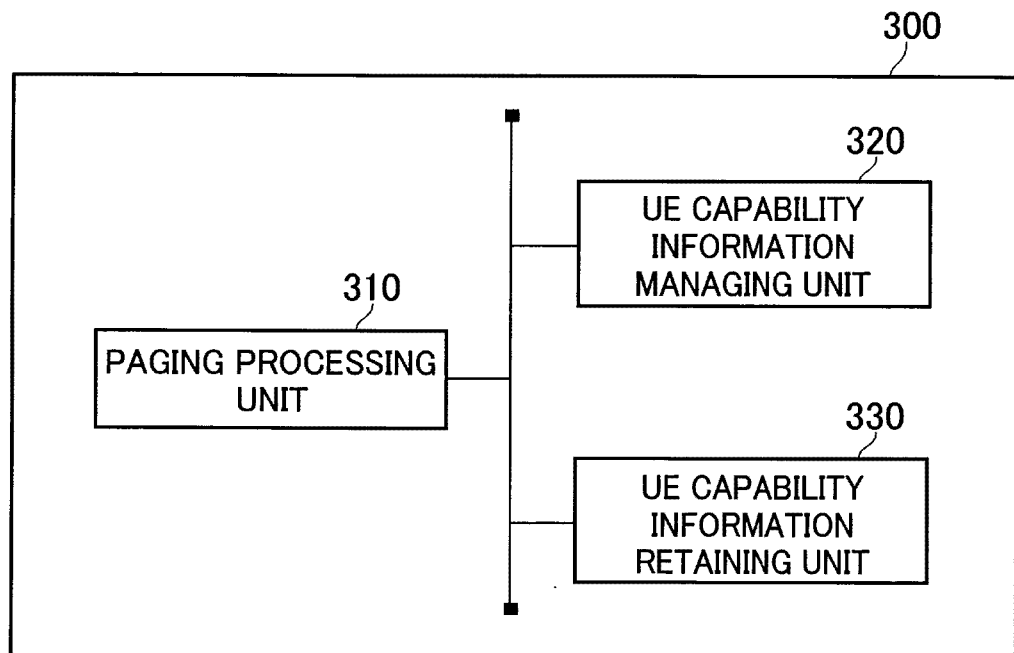 300
320
UE CAPABILITY
INFORMATION
MANAGING UNIT
310
PAGING PROCESSING
UNIT
330
UE CAPABILITY
INFORMATION
RETAINING UNIT